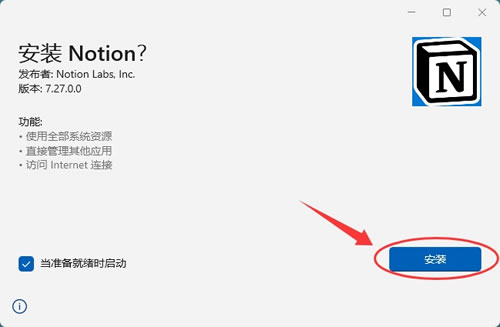 安装 Notion?
发布者: Notion Labs, Inc.
版本: 7.27.0.0
N
功能:
• 使用全部系统资源
• 直接管理其他应用
• 访问 Internet 连接
当准备就绪时启动
安装